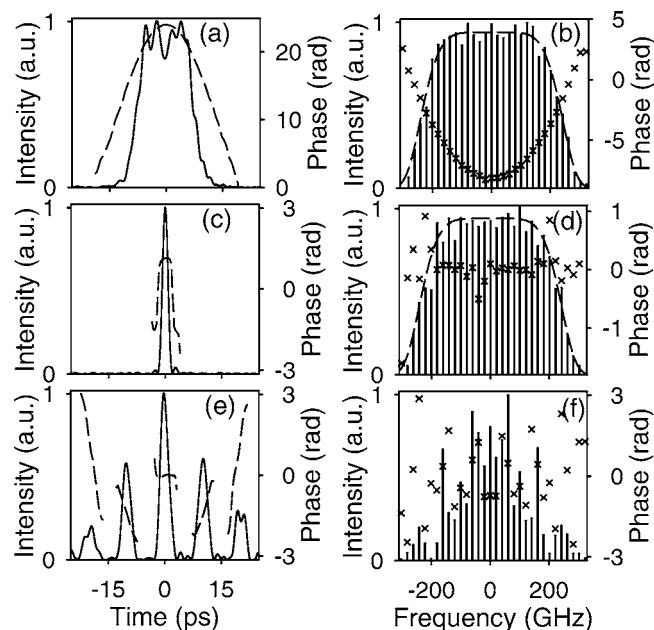 1
(a)
20
10
0
Intensity (a.u.)
Phase (rad)
0
1
(b)
5
0
-5
Intensity (a.u.)
Phase (rad)
0
1
(c)
3
0
-3
Intensity (a.u.)
Phase (rad)
0
1
(d)
1
0
-1
Intensity (a.u.)
Phase (rad)
0
1
(e)
3
0
-3
Intensity (a.u.)
Phase (rad)
0
-15 0 15
Time (ps)
1
(f)
3
0
-3
Intensity (a.u.)
Phase (rad)
0
-200 0 200
Frequency (GHz)